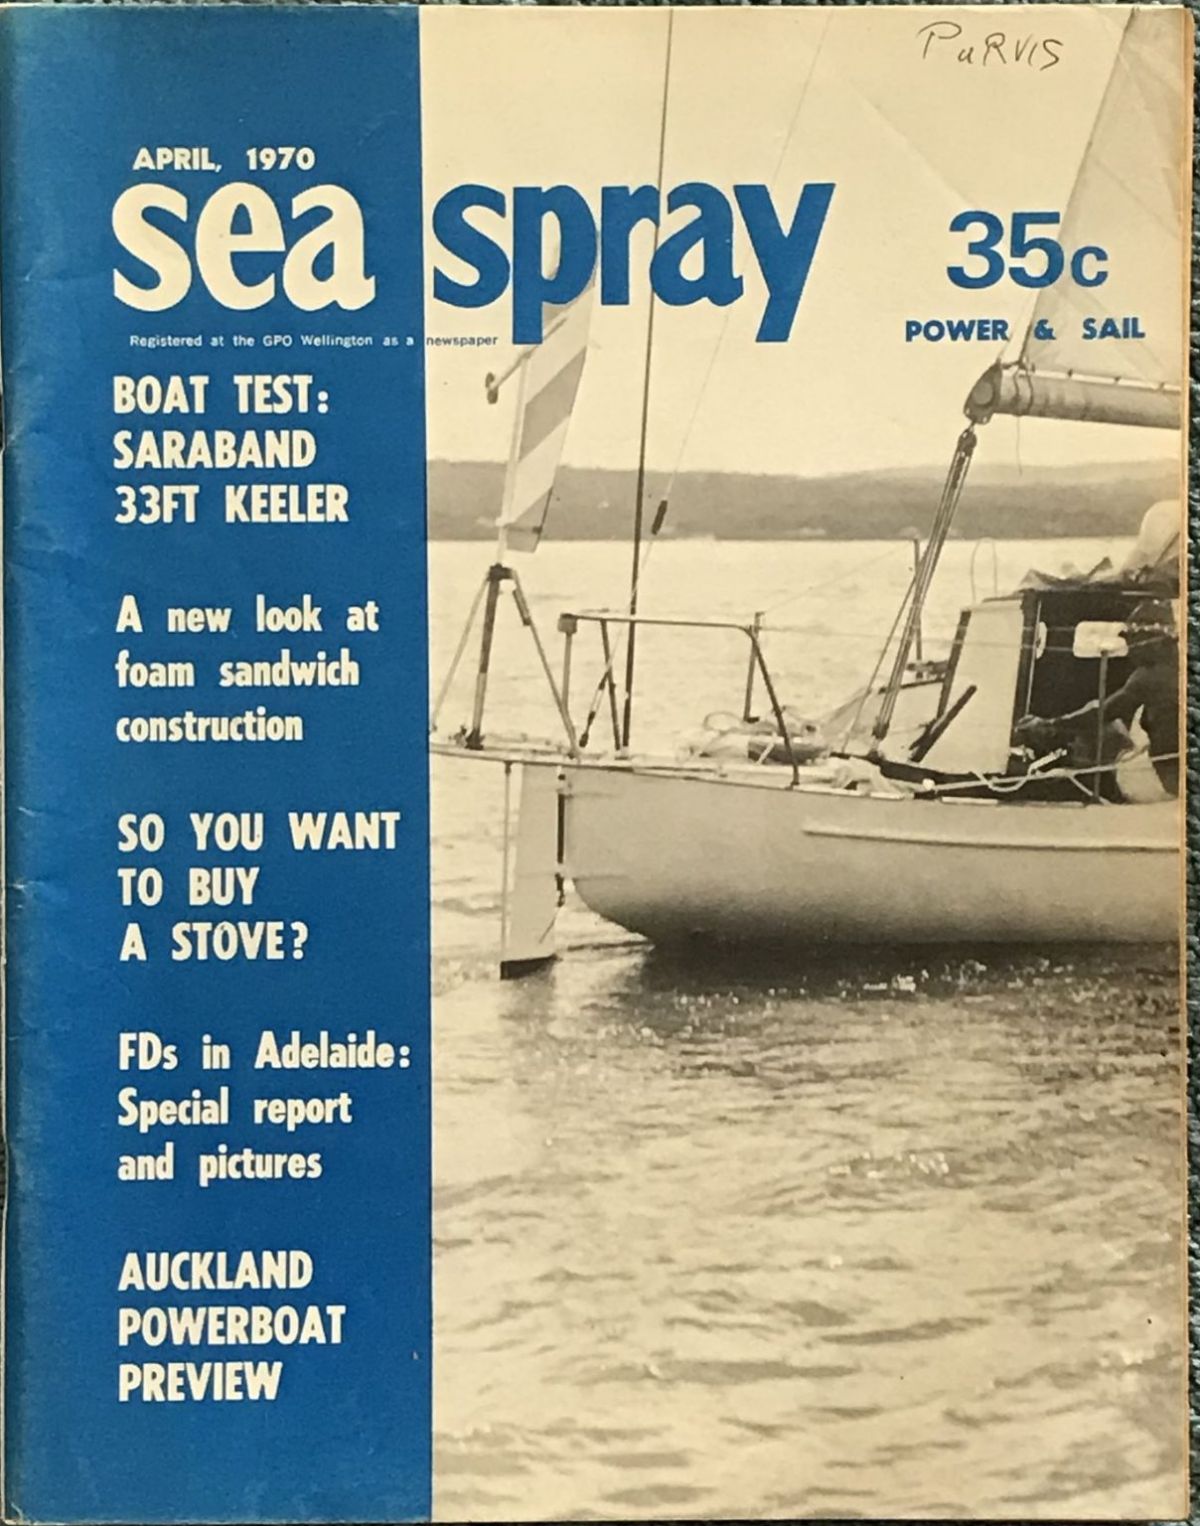 PuRVIS
APRIL, 1970
sea spray
35c
POWER & SAIL
Registered at the GPO Wellington as a newspaper
BOAT TEST:
SARABAND
33FT KEELER
A new look at
foam sandwich
construction
SO YOU WANT
TO BUY
A STOVE?
FDs in Adelaide:
Special report
and pictures
AUCKLAND
POWERBOAT
PREVIEW